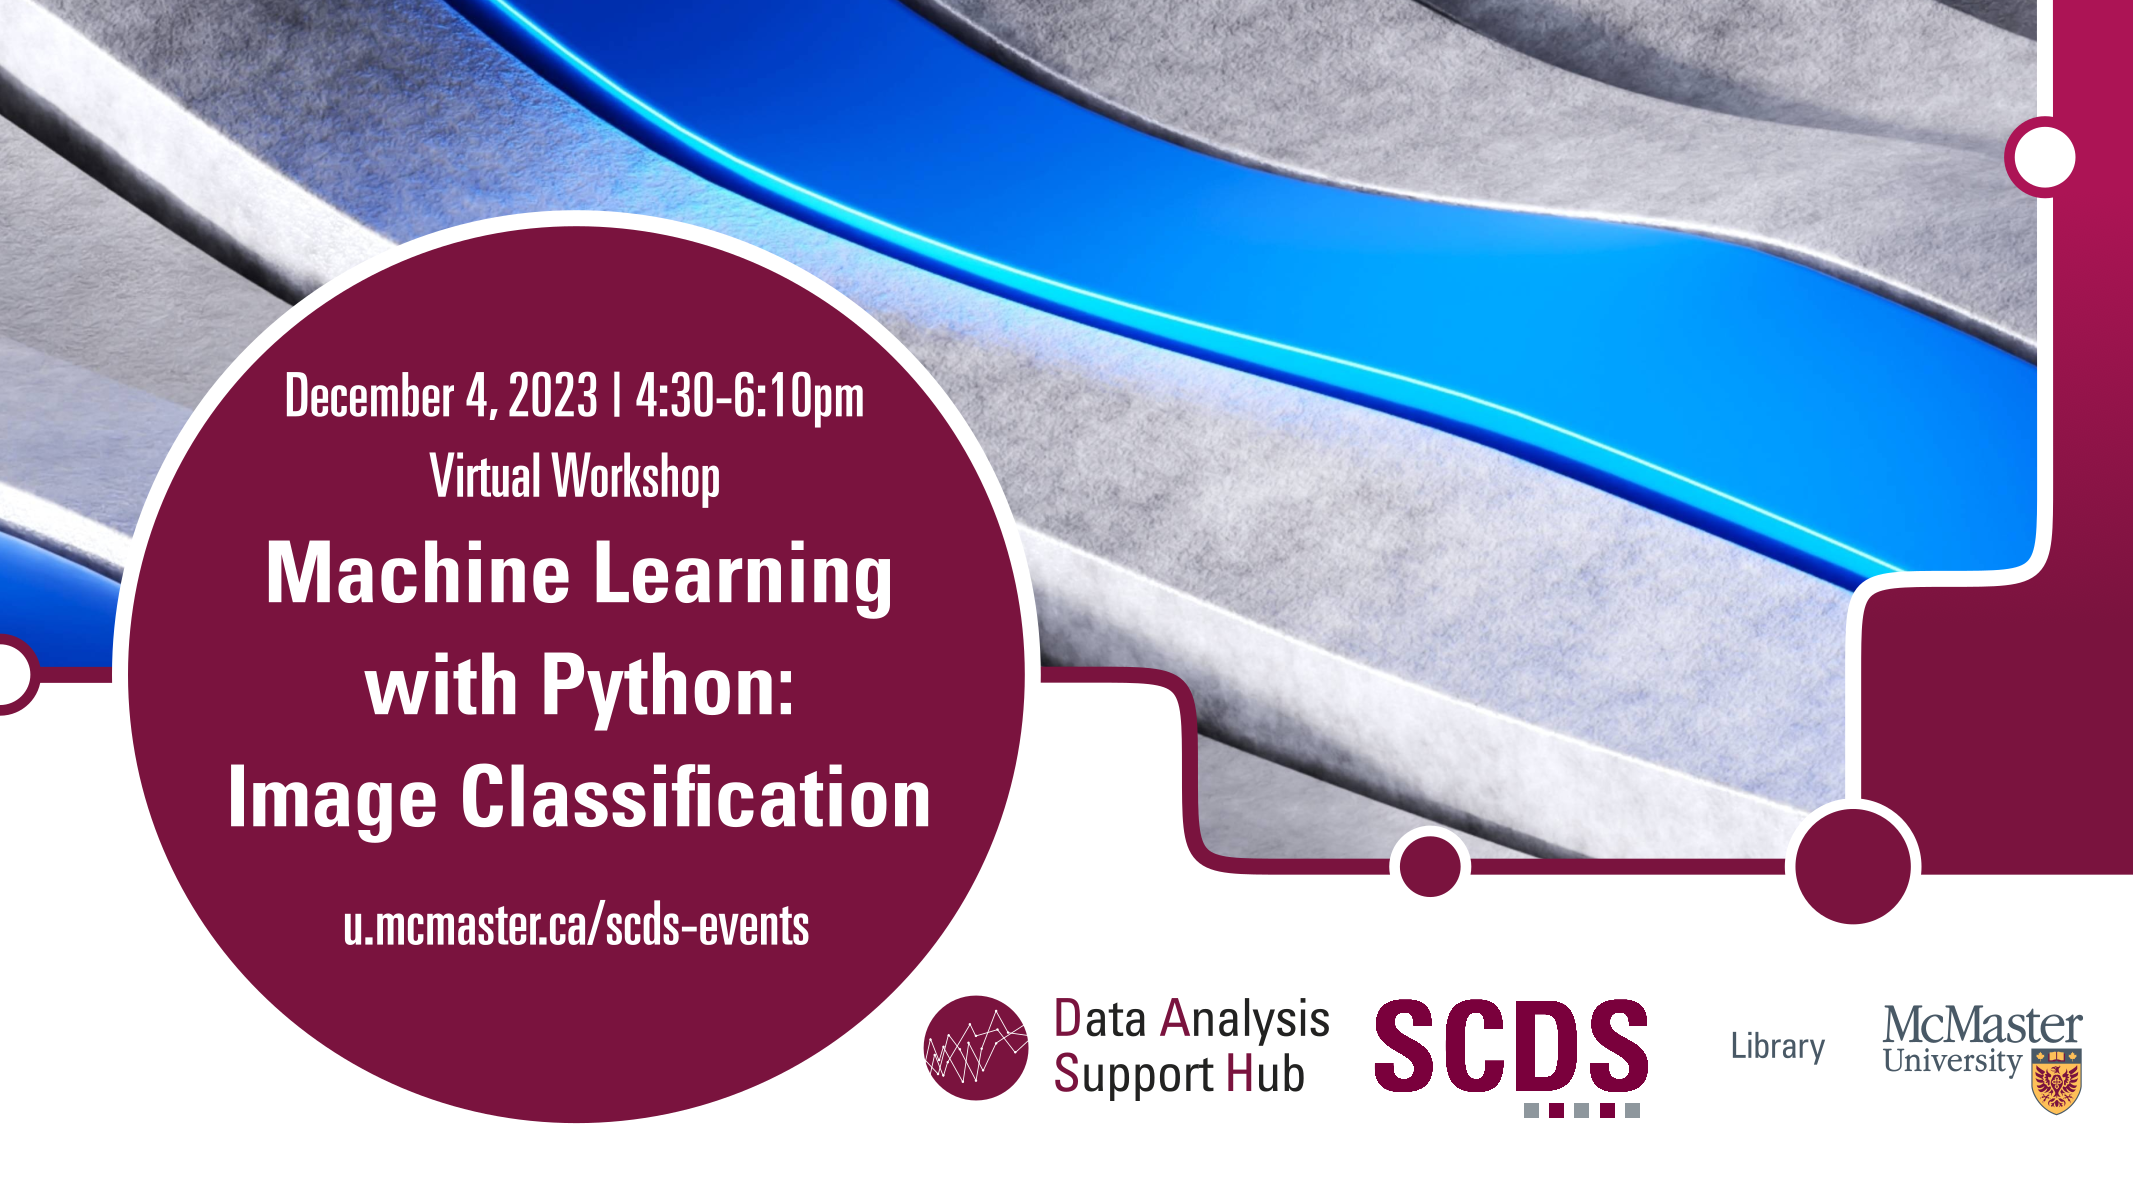 December 4, 2023 | 4:30-6:10pm
Virtual Workshop
Machine Learning
with Python:
Image Classification
u.mcmaster.ca/scds-events
Data Analysis
Support Hub
SCDS
Library
McMaster
University